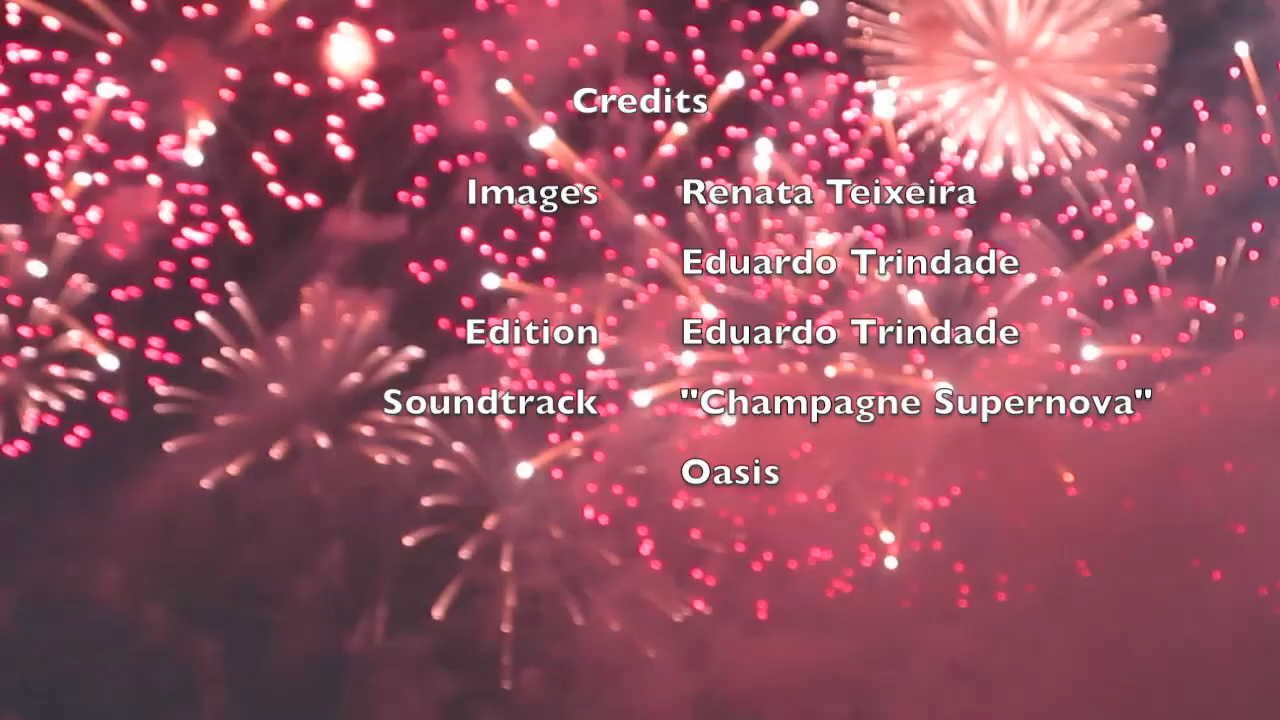 Credits
Images Renata Teixeira
Eduardo Trindade
Edition Eduardo Trindade
Soundtrack "Champagne Supernova"
Oasis